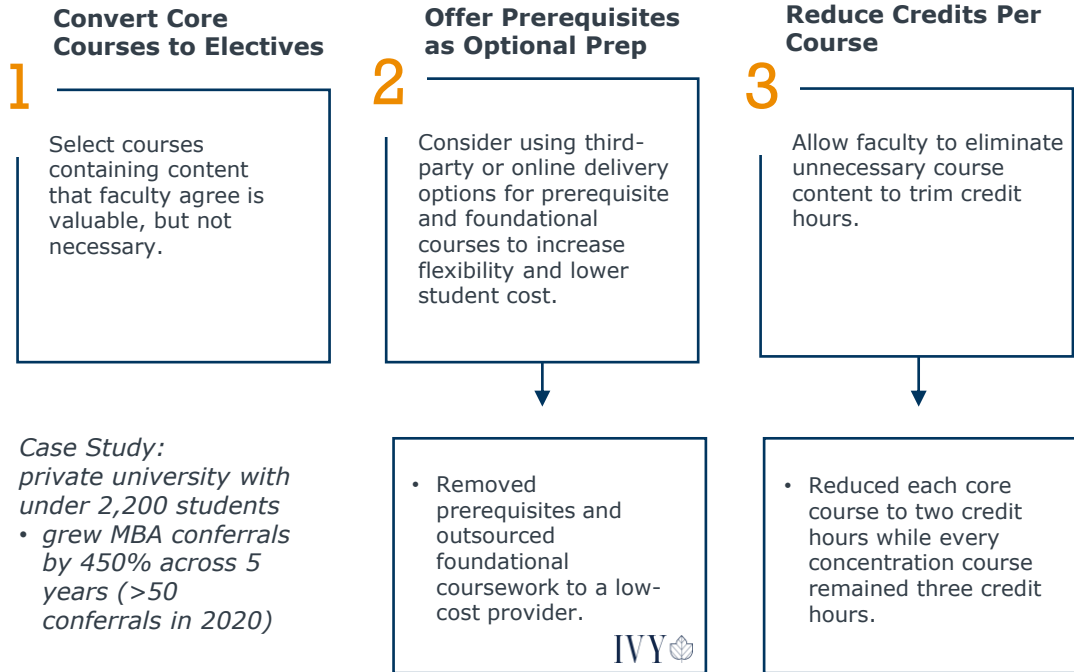 Convert Core
Courses to Electives
1
Select courses
containing content
that faculty agree is
valuable, but not
necessary.
Offer Prerequisites
as Optional Prep
2
Consider using third-
party or online delivery
options for prerequisite
and foundational
courses to increase
flexibility and lower
student cost.
Reduce Credits Per
Course
3
Allow faculty to eliminate
unnecessary course
content to trim credit
hours.
Case Study:
private university with
under 2,200 students
• grew MBA conferrals
by 450% across 5
years (>50
conferrals in 2020)
• Removed
prerequisites and
outsourced
foundational
coursework to a low-
cost provider.
IVY
• Reduced each core
course to two credit
hours while every
concentration course
remained three credit
hours.